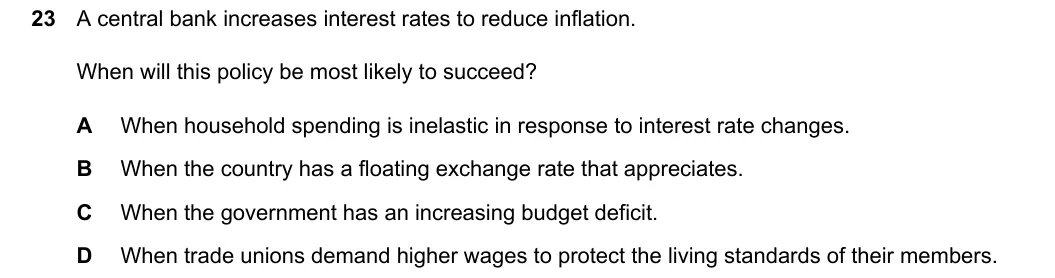 23 A central bank increases interest rates to reduce inflation.
When will this policy be most likely to succeed?
A When household spending is inelastic in response to interest rate changes.
B When the country has a floating exchange rate that appreciates.
C When the government has an increasing budget deficit.
D When trade unions demand higher wages to protect the living standards of their members.